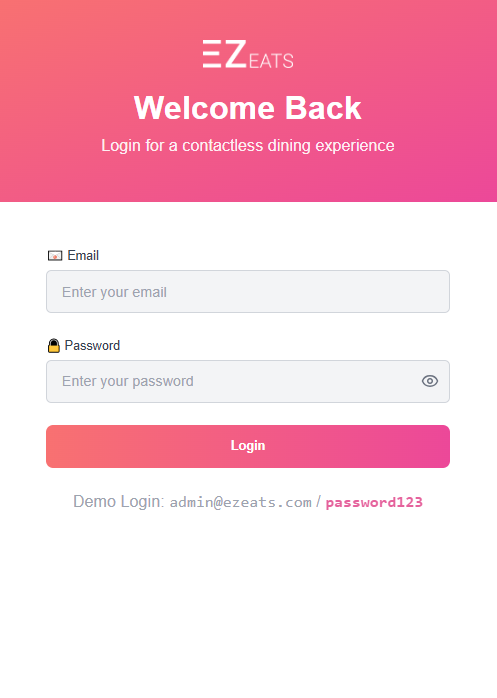 EZEATS
Welcome Back
Login for a contactless dining experience
Email
Enter your email
Password
Enter your password
Login
Demo Login: admin@ezeats.com / password123